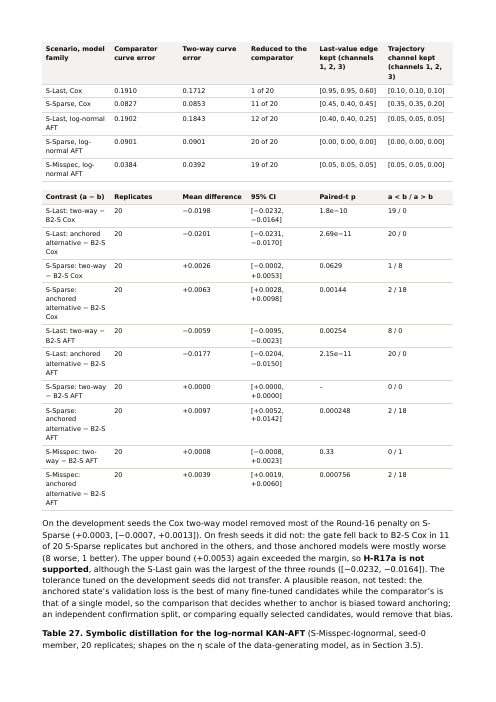 Scenario, model family | Comparator curve error | Two-way curve error | Reduced to the comparator | Last-value edge kept (channels 1, 2, 3) | Trajectory channel kept (channels 1, 2, 3)
S-Last, Cox | 0.1910 | 0.1712 | 1 of 20 | [0.95, 0.95, 0.60] | [0.10, 0.10, 0.10]
S-Sparse, Cox | 0.0827 | 0.0853 | 11 of 20 | [0.45, 0.40, 0.45] | [0.35, 0.35, 0.20]
S-Last, log-normal AFT | 0.1902 | 0.1843 | 12 of 20 | [0.40, 0.40, 0.25] | [0.05, 0.05, 0.05]
S-Sparse, log-normal AFT | 0.0901 | 0.0901 | 20 of 20 | [0.00, 0.00, 0.00] | [0.00, 0.00, 0.00]
S-Misspec, log-normal AFT | 0.0384 | 0.0392 | 19 of 20 | [0.05, 0.05, 0.05] | [0.05, 0.05, 0.00]
Contrast (a − b) | Replicates | Mean difference | 95% CI | Paired-t p | a < b / a > b
S-Last: two-way − B2-S Cox | 20 | −0.0198 | [−0.0232, −0.0164] | 1.8e−10 | 19 / 0
S-Last: anchored alternative − B2-S Cox | 20 | −0.0201 | [−0.0231, −0.0170] | 2.69e−11 | 20 / 0
S-Sparse: two-way − B2-S Cox | 20 | +0.0026 | [−0.0002, +0.0053] | 0.0629 | 1 / 8
S-Sparse: anchored alternative − B2-S Cox | 20 | +0.0063 | [+0.0028, +0.0098] | 0.00144 | 2 / 18
S-Last: two-way − B2-S AFT | 20 | −0.0059 | [−0.0095, −0.0023] | 0.00254 | 8 / 0
S-Last: anchored alternative − B2-S AFT | 20 | −0.0177 | [−0.0204, −0.0150] | 2.15e−11 | 20 / 0
S-Sparse: two-way − B2-S AFT | 20 | +0.0000 | [+0.0000, +0.0000] | – | 0 / 0
S-Sparse: anchored alternative − B2-S AFT | 20 | +0.0097 | [+0.0052, +0.0142] | 0.000248 | 2 / 18
S-Misspec: two-way − B2-S AFT | 20 | +0.0008 | [−0.0008, +0.0023] | 0.33 | 0 / 1
S-Misspec: anchored alternative − B2-S AFT | 20 | +0.0039 | [+0.0019, +0.0060] | 0.000756 | 2 / 18
On the development seeds the Cox two-way model removed most of the Round-16 penalty on S-
Sparse (+0.0003, [−0.0007, +0.0013]). On fresh seeds it did not: the gate fell back to B2-S Cox in 11
of 20 S-Sparse replicates but anchored in the others, and those anchored models were mostly worse
(8 worse, 1 better). The upper bound (+0.0053) again exceeded the margin, so H-R17a is not
supported, although the S-Last gain was the largest of the three rounds ([−0.0232, −0.0164]). The
tolerance tuned on the development seeds did not transfer. A plausible reason, not tested: the
anchored state's validation loss is the best of many fine-tuned candidates while the comparator's is
that of a single model, so the comparison that decides whether to anchor is biased toward anchoring;
an independent confirmation split, or comparing equally selected candidates, would remove that bias.
Table 27. Symbolic distillation for the log-normal KAN-AFT (S-Misspec-lognormal, seed-0
member, 20 replicates; shapes on the η scale of the data-generating model, as in Section 3.5).